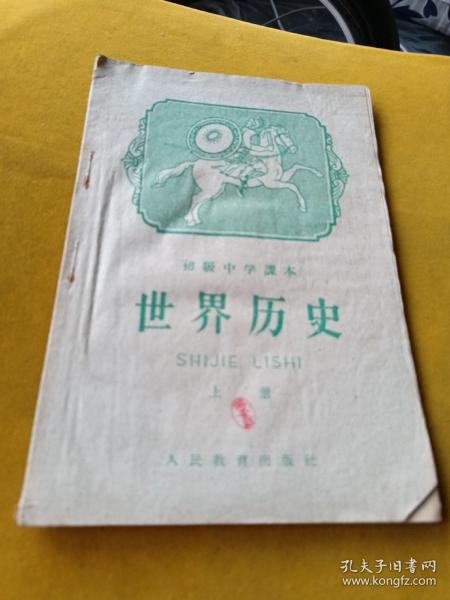 初級中学課本
世界历史
SHIJIE LISHI
上 册
人民教育出版社
孔夫子旧书网
www.kongfz.com